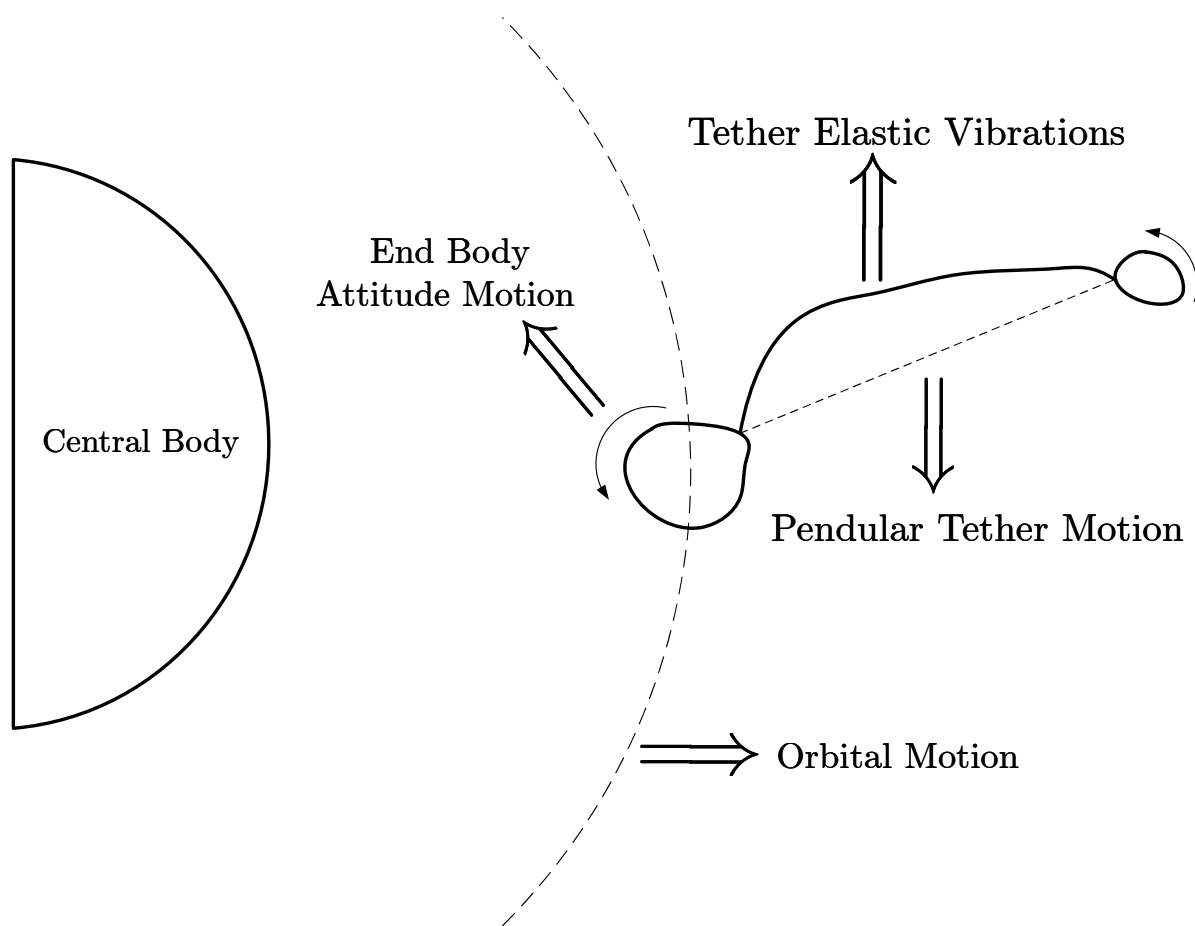 Tether Elastic Vibrations
End Body
Attitude Motion
Central Body
Pendular Tether Motion
Orbital Motion